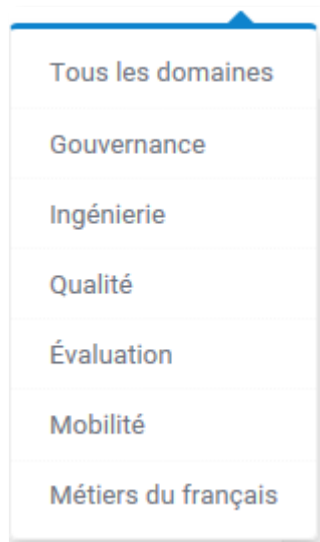 Tous les domaines
Gouvernance
Ingénierie
Qualité
Évaluation
Mobilité
Métiers du français